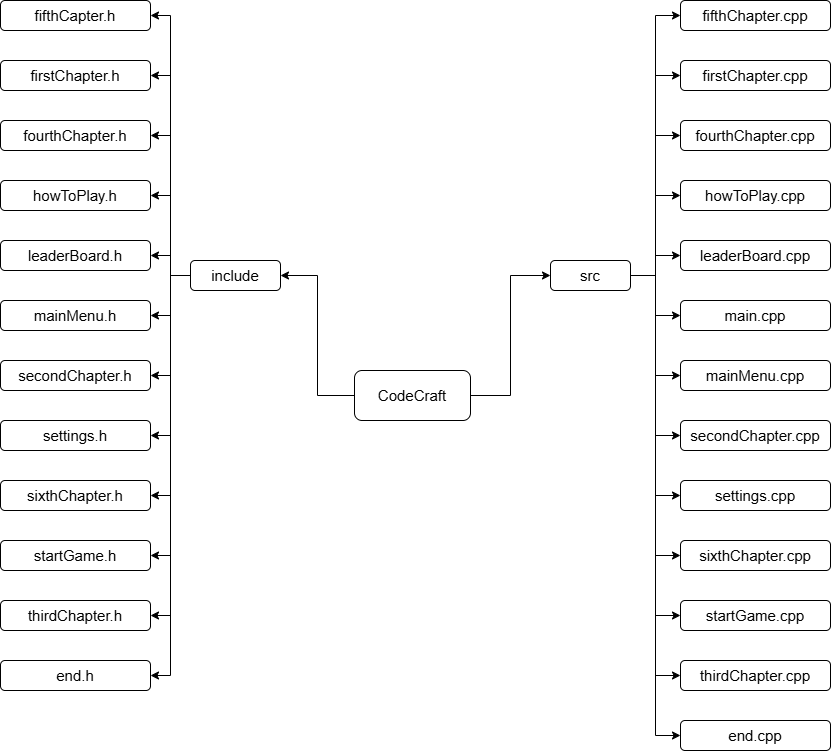 fifthCapter.h
firstChapter.h
fourthChapter.h
howToPlay.h
leaderBoard.h
mainMenu.h
secondChapter.h
settings.h
sixthChapter.h
startGame.h
thirdChapter.h
end.h
include
CodeCraft
src
fifthChapter.cpp
firstChapter.cpp
fourthChapter.cpp
howToPlay.cpp
leaderBoard.cpp
main.cpp
mainMenu.cpp
secondChapter.cpp
settings.cpp
sixthChapter.cpp
startGame.cpp
thirdChapter.cpp
end.cpp